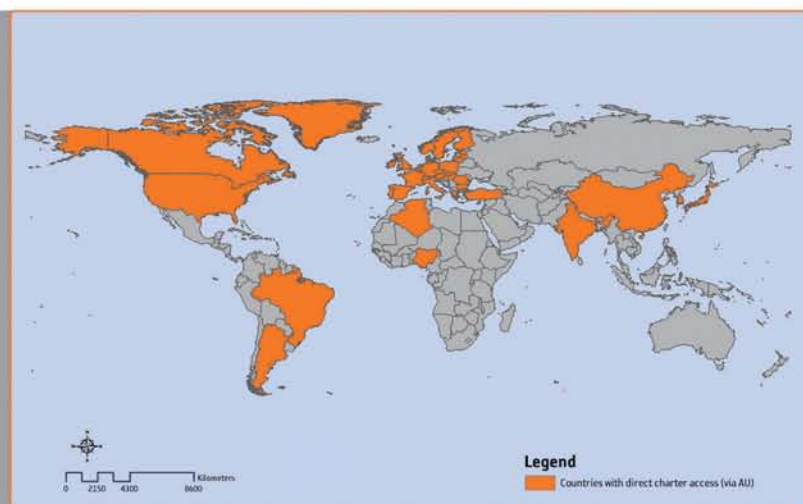 Legend
Countries with direct charter access (via AU)
Kilometers
0 2150 4300 8600